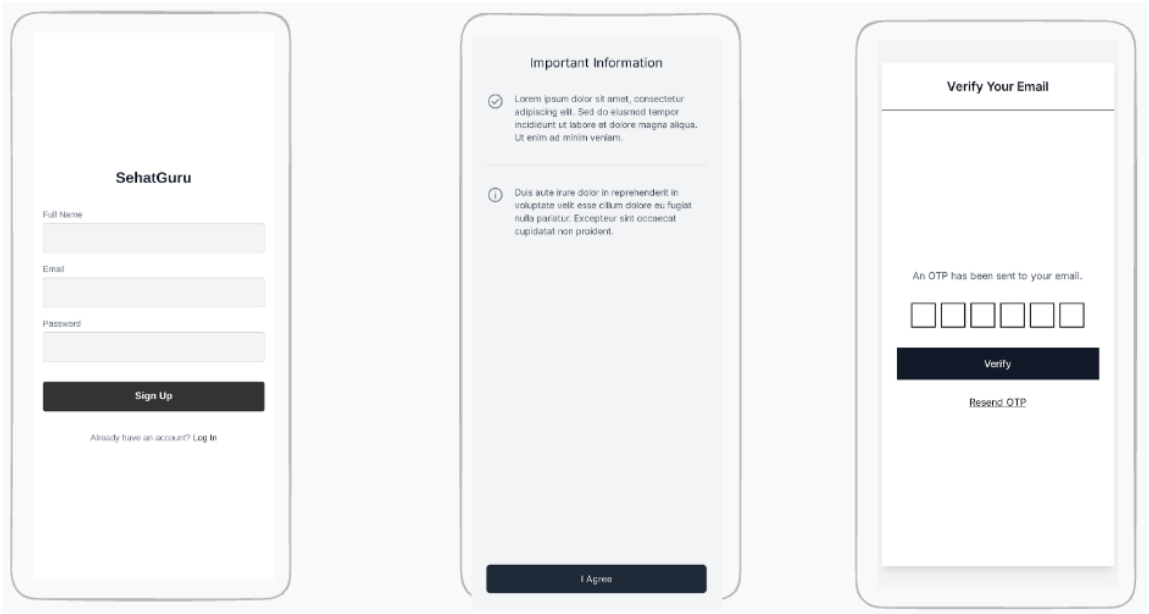 SehatGuru
Full Name
Email
Password
Sign Up
Already have an account? Log In
Important Information
Lorem ipsum dolor sit amet, consectetur
adipiscing elit. Sed do eiusmod tempor
incididunt ut labore et dolore magna aliqua.
Ut enim ad minim veniam.
Duis aute irure dolor in reprehenderit in
voluptate velit esse cillum dolore eu fugiat
nulla pariatur. Excepteur sint occaecat
cupidatat non proident.
I Agree
Verify Your Email
An OTP has been sent to your email.
Verify
Resend OTP